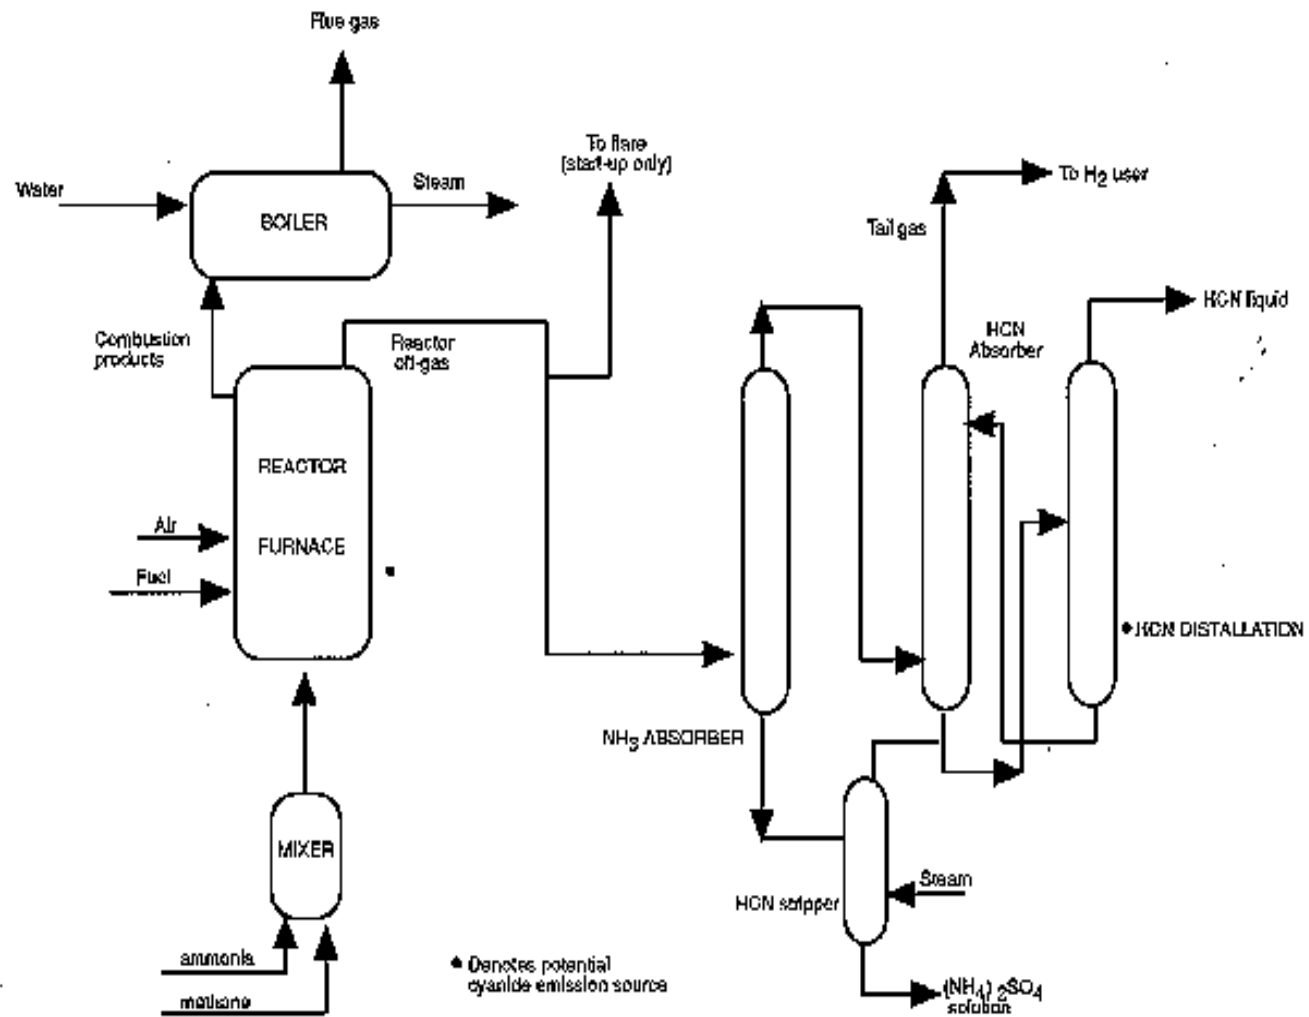 Flue gas
To flare
(start-up only)
Water
Steam
BOILER
To H2 user
Tail gas
HCN liquid
Combustion
products
Reactor
off-gas
HCN
Absorber
REACTOR
FURNACE
Air
Fuel
• HCN DISTALLATION
NH3 ABSORBER
MIXER
Steam
HCN stripper
ammonia
methane
• Denotes potential
cyanide emission source
(NH4) 2SO4
solution